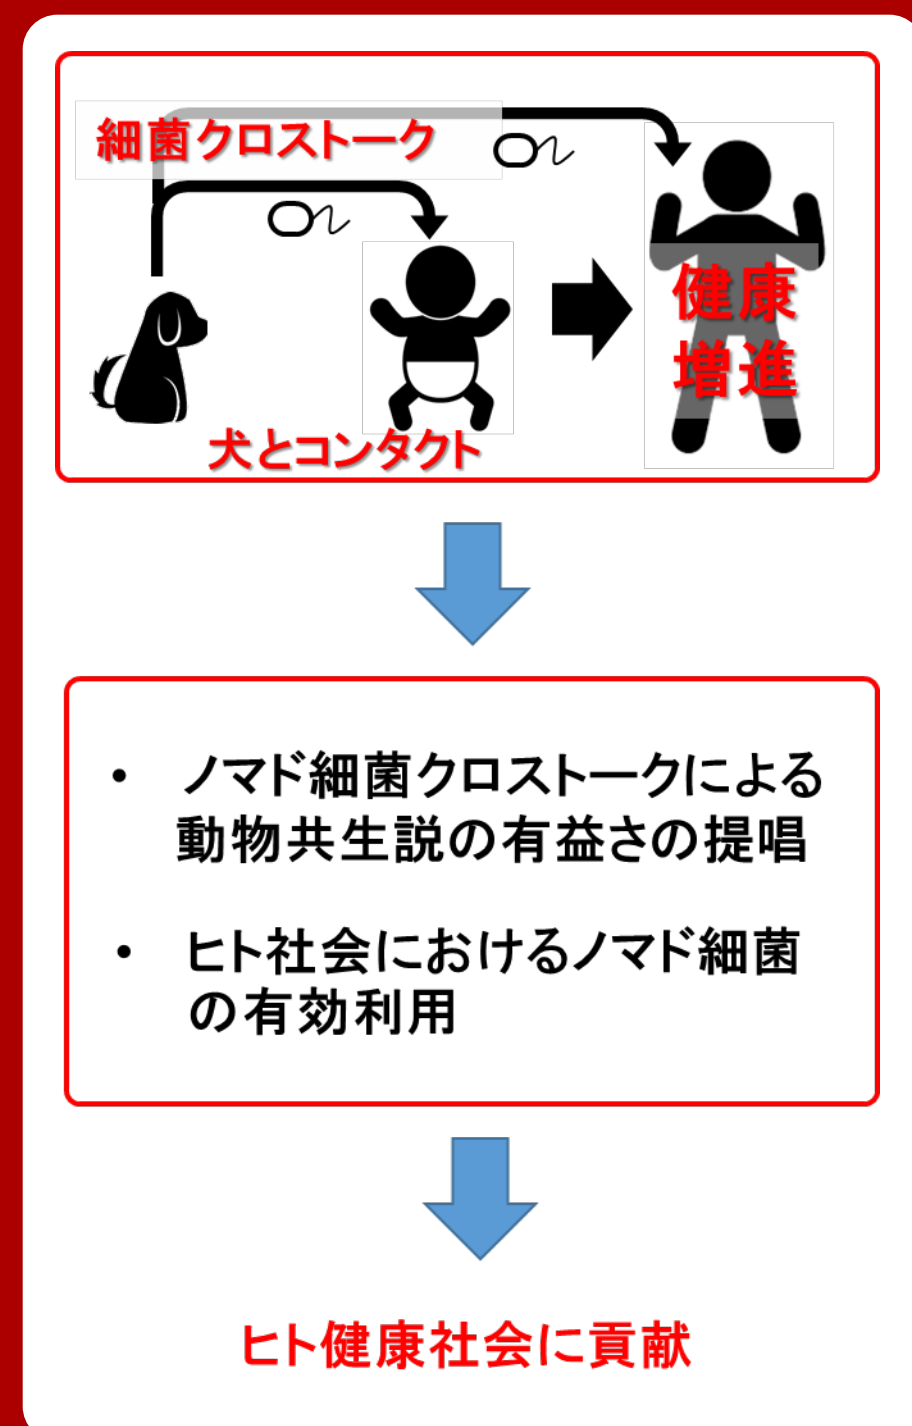 細菌クロストーク
健康
増進
犬とコンタクト
• ノマド細菌クロストークによる
動物共生説の有益さの提唱
• ヒト社会におけるノマド細菌
の有効利用
ヒト健康社会に貢献